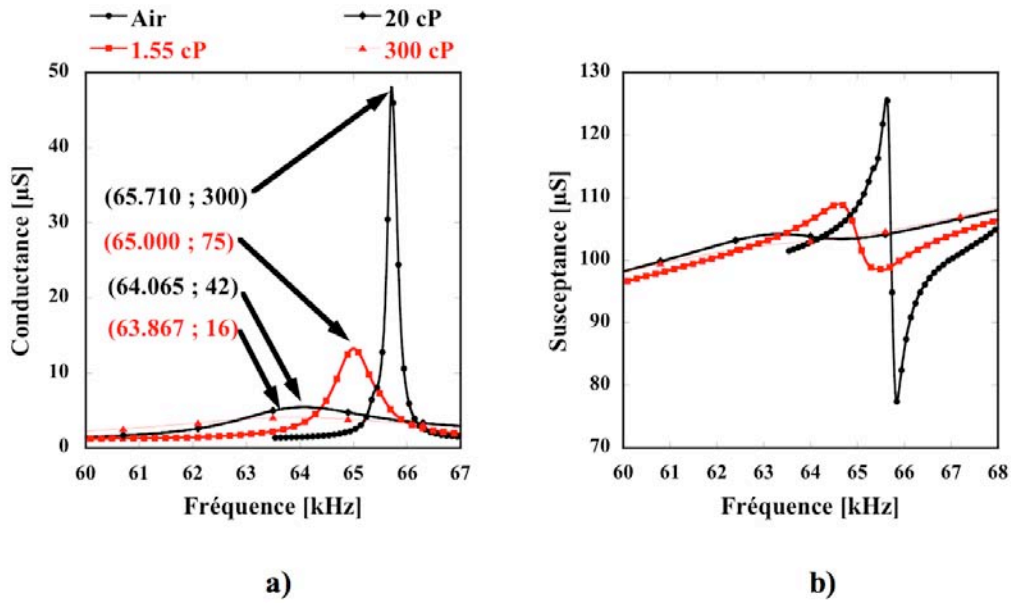 Air 20 cP
1.55 cP 300 cP
50
40
30
20
10
0
Conductance [µS]
(65.710 ; 300)
(65.000 ; 75)
(64.065 ; 42)
(63.867 ; 16)
60 61 62 63 64 65 66 67
Fréquence [kHz]
a)
130
120
110
100
90
80
70
Susceptance [µS]
60 61 62 63 64 65 66 67 68
Fréquence [kHz]
b)